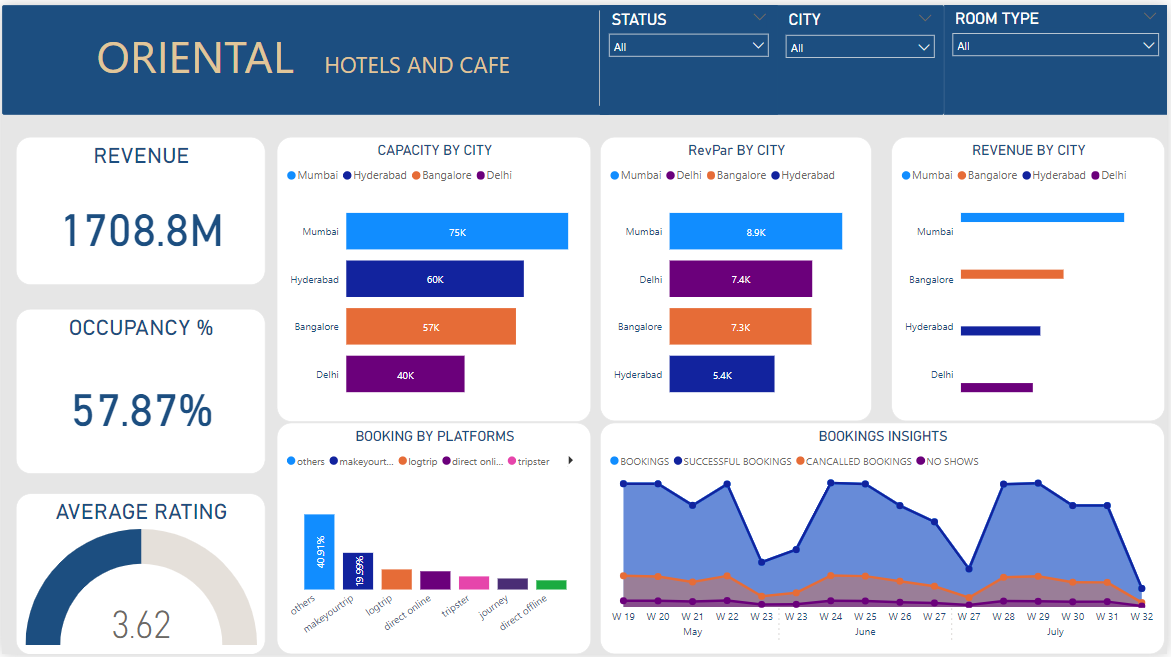 ORIENTAL HOTELS AND CAFE
STATUS
All
CITY
All
ROOM TYPE
All
REVENUE
1708.8M
OCCUPANCY %
57.87%
AVERAGE RATING
3.62
CAPACITY BY CITY
Mumbai Hyderabad Bangalore Delhi
Mumbai 75K
Hyderabad 60K
Bangalore 57K
Delhi 40K
RevPar BY CITY
Mumbai Delhi Bangalore Hyderabad
Mumbai 8.9K
Delhi 7.4K
Bangalore 7.3K
Hyderabad 5.4K
REVENUE BY CITY
Mumbai Bangalore Hyderabad Delhi
Mumbai
Bangalore
Hyderabad
Delhi
BOOKING BY PLATFORMS
others makeyourt... logtrip direct onli... tripster
40.91%
19.99%
others makeyourtrip logtrip direct online tripster journey direct offline
BOOKINGS INSIGHTS
BOOKINGS SUCCESSFUL BOOKINGS CANCALLED BOOKINGS NO SHOWS
W 19 W 20 W 21 W 22 W 23 W 23 W 24 W 25 W 26 W 27 W 27 W 28 W 29 W 30 W 31 W 32
May June July